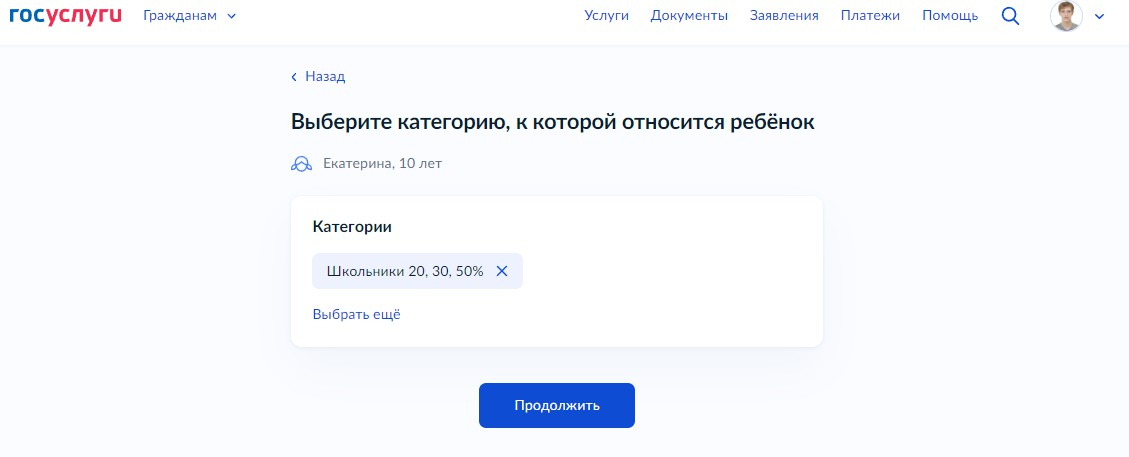 госуслуги Гражданам Услуги Документы Заявления Платежи Помощь
Назад
Выберите категорию, к которой относится ребёнок
Екатерина, 10 лет
Категории
Школьники 20, 30, 50%
Выбрать ещё
Продолжить